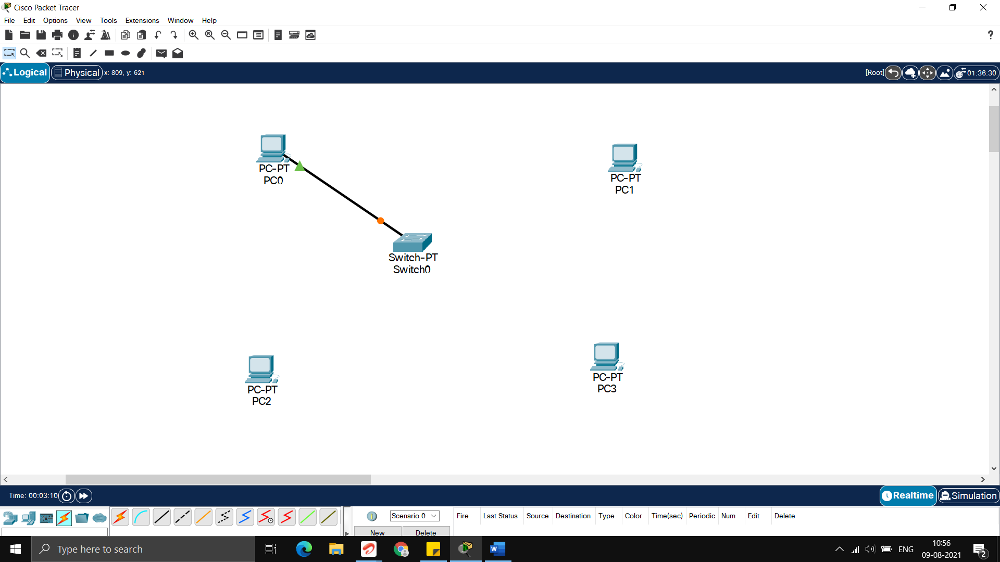 Cisco Packet Tracer
File Edit Options View Tools Extensions Window Help
Logical Physical x: 809, y: 621 [Root] 01:36:30
PC-PT
PC0
PC-PT
PC1
Switch-PT
Switch0
PC-PT
PC2
PC-PT
PC3
Time: 00:03:10 Realtime Simulation
Scenario 0 Fire Last Status Source Destination Type Color Time(sec) Periodic Num Edit Delete
New Delete
Type here to search ENG 10:56
09-08-2021 2